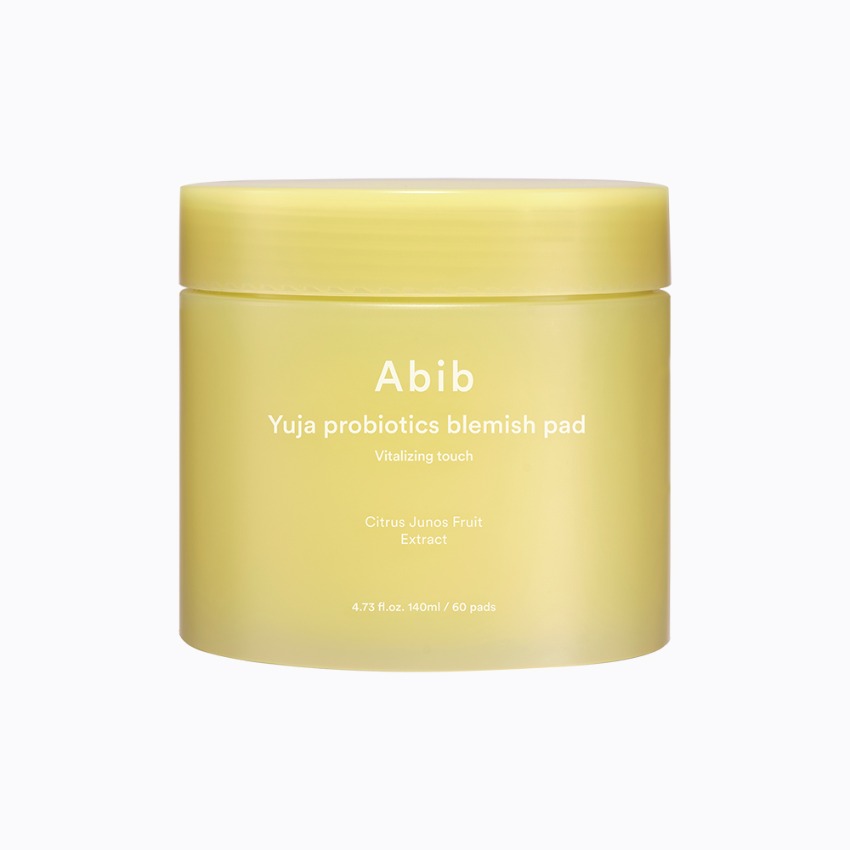 Abib
Yuja probiotics blemish pad
Vitalizing touch
Citrus Junos Fruit
Extract
4.73 fl.oz. 140ml / 60 pads